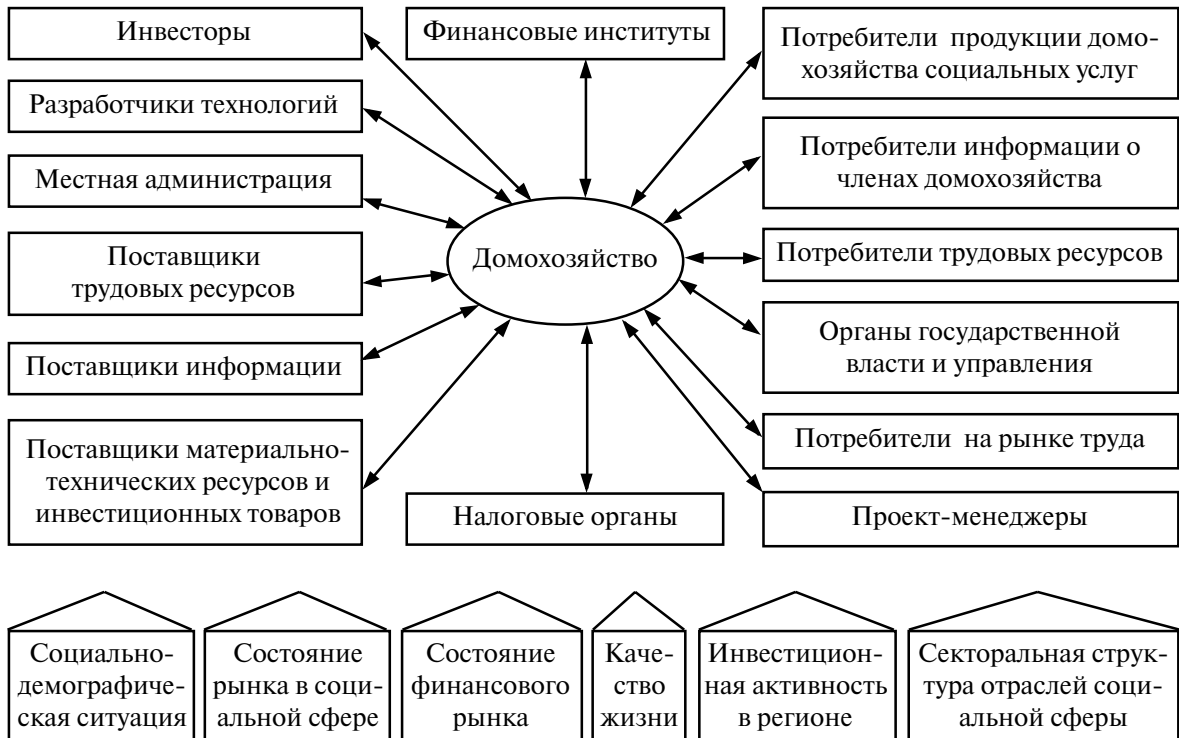 Инвесторы
Финансовые институты
Потребители продукции домо-
хозяйства социальных услуг
Разработчики технологий
Потребители информации о
членах домохозяйства
Местная администрация
Поставщики
трудовых ресурсов
Домохозяйство
Потребители трудовых ресурсов
Органы государственной
власти и управления
Поставщики информации
Потребители на рынке труда
Поставщики материально-
технических ресурсов и
инвестиционных товаров
Налоговые органы
Проект-менеджеры
Социально-
демографиче-
ская ситуация
Состояние
рынка в соци-
альной сфере
Состояние
финансового
рынка
Каче-
ство
жизни
Инвестицион-
ная активность
в регионе
Секторальная струк-
тура отраслей соци-
альной сферы